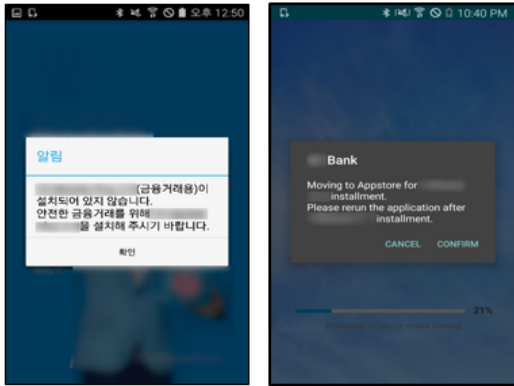 오후 12:50
알림
(금융거래용)이
설치되어 있지 않습니다.
안전한 금융거래를 위해
을 설치해 주시기 바랍니다.
확인
10:40 PM
Bank
Moving to Appstore for
installment.
Please rerun the application after
installment.
CANCEL CONFIRM
21%